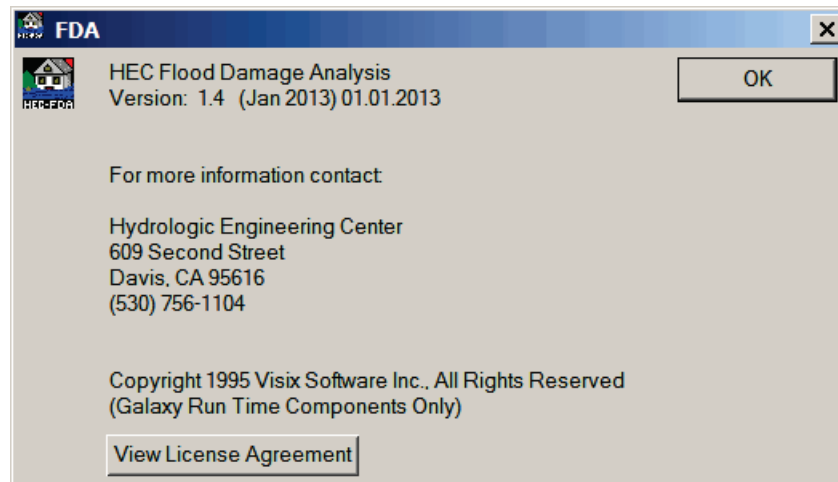 FDA
HEC-FDA
HEC Flood Damage Analysis
Version: 1.4 (Jan 2013) 01.01.2013
OK
For more information contact:
Hydrologic Engineering Center
609 Second Street
Davis, CA 95616
(530) 756-1104
Copyright 1995 Visix Software Inc., All Rights Reserved
(Galaxy Run Time Components Only)
View License Agreement